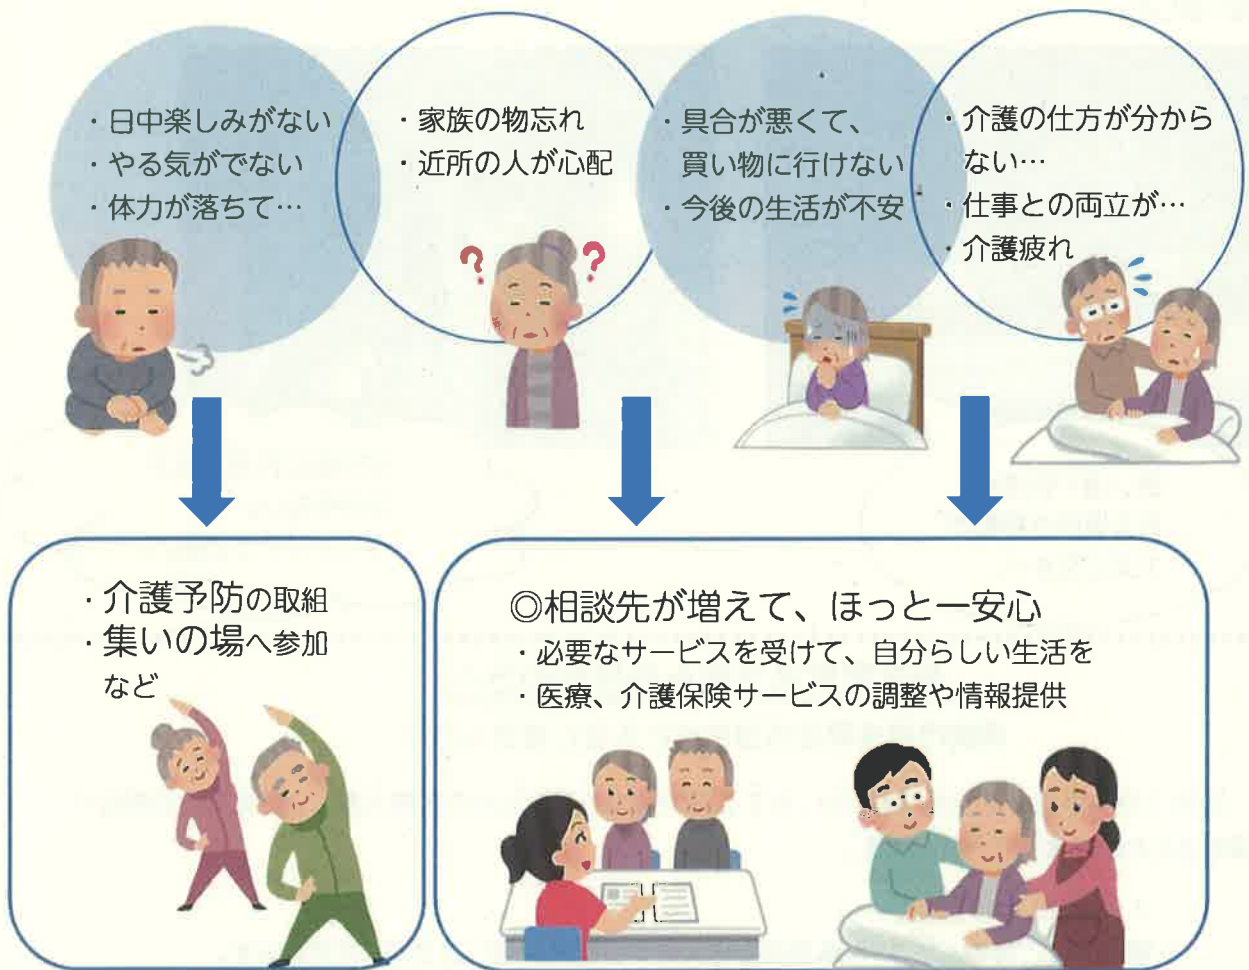 ・日中楽しみがない
・やる気がでない
・体力が落ちて…
・家族の物忘れ
・近所の人が心配
・具合が悪くて、
買い物に行けない
・今後の生活が不安
・介護の仕方が分から
ない…
・仕事との両立が…
・介護疲れ
? ?
・介護予防の取組
・集いの場へ参加
など
◎相談先が増えて、ほっと一安心
・必要なサービスを受けて、自分らしい生活を
・医療、介護保険サービスの調整や情報提供